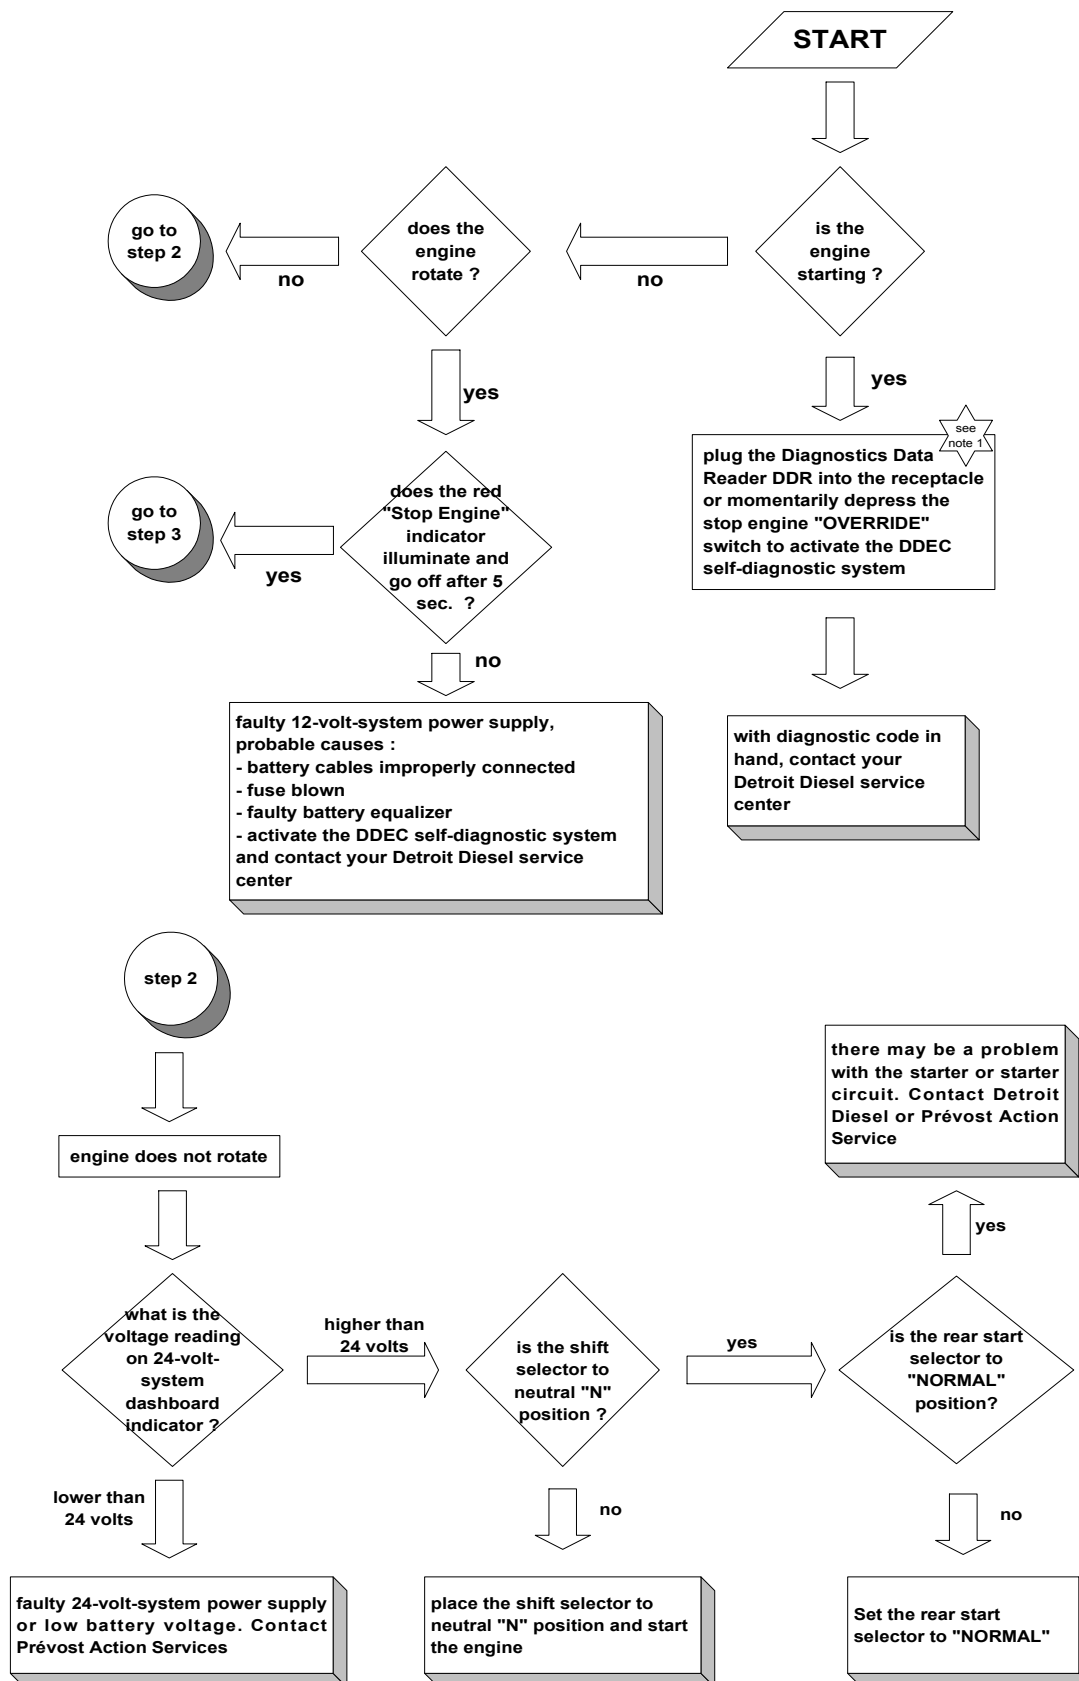 START
is the
engine
starting ?
no
does the
engine
rotate ?
no
go to
step 2
yes
yes
see
note 1
plug the Diagnostics Data
Reader DDR into the receptacle
or momentarily depress the
stop engine "OVERRIDE"
switch to activate the DDEC
self-diagnostic system
does the red
"Stop Engine"
indicator
illuminate and
go off after 5
sec. ?
yes
go to
step 3
no
faulty 12-volt-system power supply,
probable causes :
- battery cables improperly connected
- fuse blown
- faulty battery equalizer
- activate the DDEC self-diagnostic system
and contact your Detroit Diesel service
center
with diagnostic code in
hand, contact your
Detroit Diesel service
center
step 2
engine does not rotate
what is the
voltage reading
on 24-volt-
system
dashboard
indicator ?
higher than
24 volts
is the shift
selector to
neutral "N"
position ?
yes
is the rear start
selector to
"NORMAL"
position?
yes
there may be a problem
with the starter or starter
circuit. Contact Detroit
Diesel or Prévost Action
Service
lower than
24 volts
no
no
faulty 24-volt-system power supply
or low battery voltage. Contact
Prévost Action Services
place the shift selector to
neutral "N" position and start
the engine
Set the rear start
selector to "NORMAL"